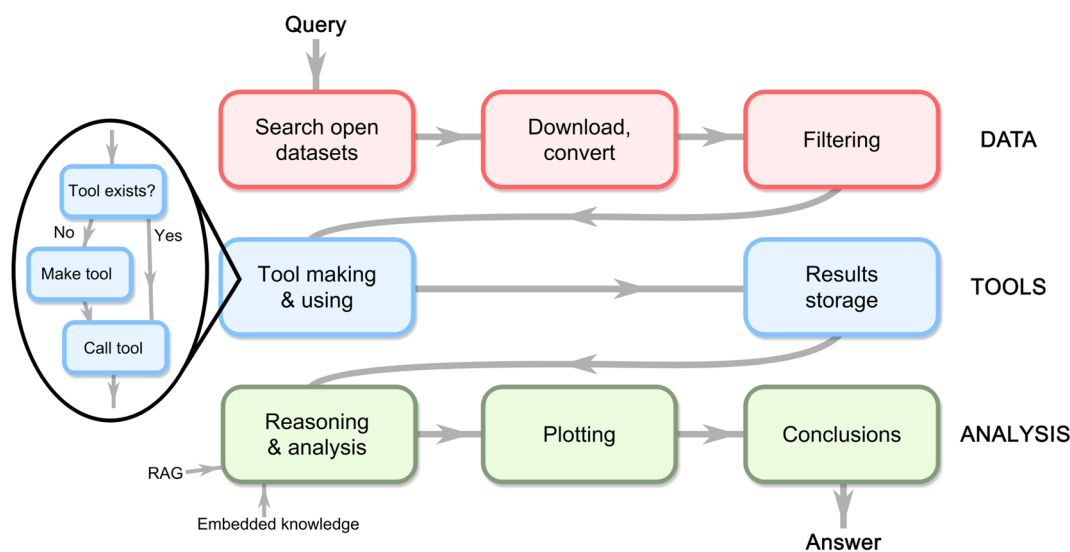 Query
Search open
datasets
Download,
convert
Filtering
DATA
Tool exists?
No
Yes
Make tool
Call tool
Tool making
& using
Results
storage
TOOLS
Reasoning
& analysis
Plotting
Conclusions
ANALYSIS
RAG
Embedded knowledge
Answer